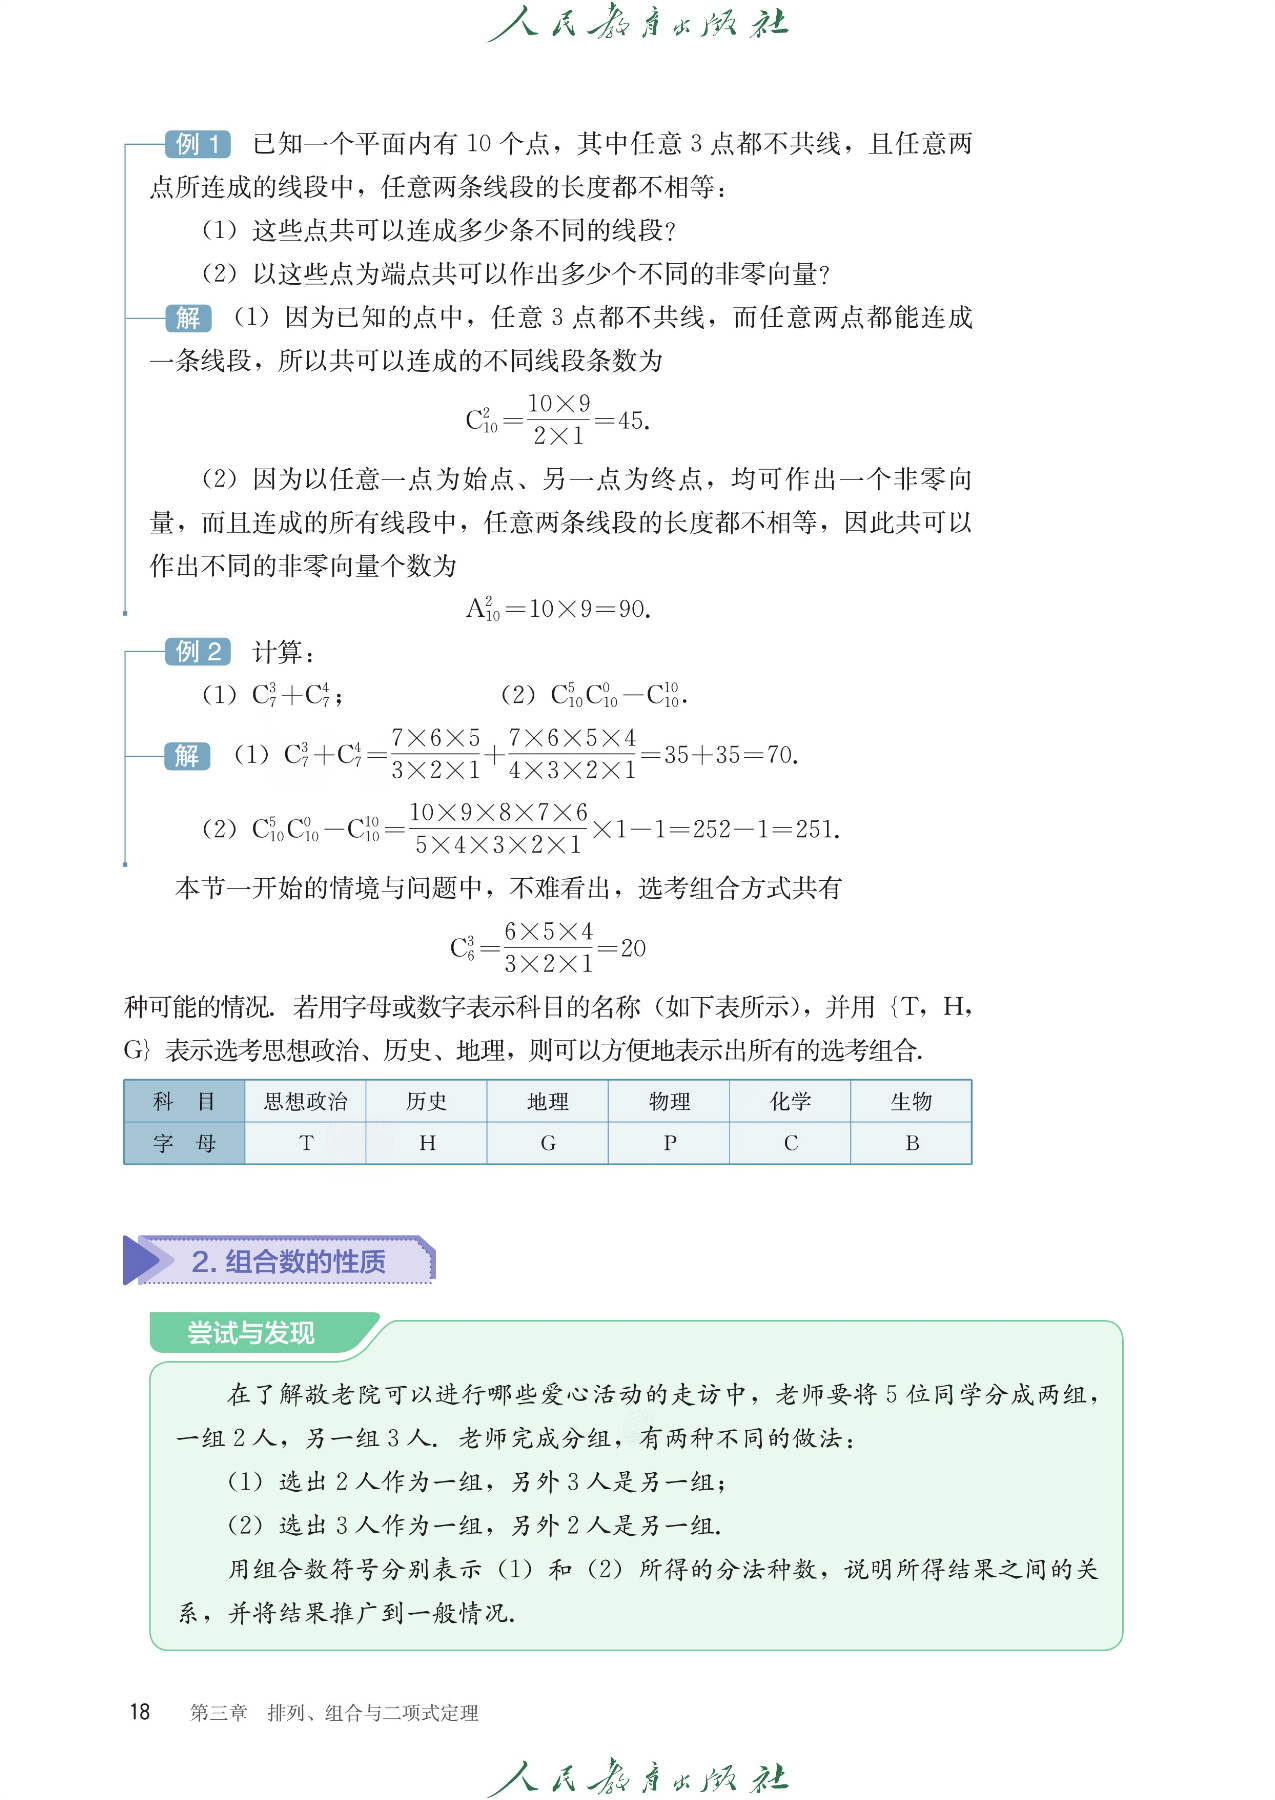 人民教育出版社
例 1 已知一个平面内有 10 个点，其中任意 3 点都不共线，且任意两
点所连成的线段中，任意两条线段的长度都不相等：
（1）这些点共可以连成多少条不同的线段？
（2）以这些点为端点共可以作出多少个不同的非零向量？
解 （1）因为已知的点中，任意 3 点都不共线，而任意两点都能连成
一条线段，所以共可以连成的不同线段条数为
$C_{10}^{2}=\frac{10×9}{2×1}=45.$
（2）因为以任意一点为始点、另一点为终点，均可作出一个非零向
量，而且连成的所有线段中，任意两条线段的长度都不相等，因此共可以
作出不同的非零向量个数为
$A_{10}^{2}=10×9=90.$
例 2 计算：
（1）$C_{7}^{3}+C_{7}^{4}$； （2）$C_{10}^{5}C_{10}^{0}-C_{10}^{10}$.
解 （1）$C_{7}^{3}+C_{7}^{4}=\frac{7×6×5}{3×2×1}+\frac{7×6×5×4}{4×3×2×1}=35+35=70.$
（2）$C_{10}^{5}C_{10}^{0}-C_{10}^{10}=\frac{10×9×8×7×6}{5×4×3×2×1}×1-1=252-1=251.$
本节一开始的情境与问题中，不难看出，选考组合方式共有
$C_{6}^{3}=\frac{6×5×4}{3×2×1}=20$
种可能的情况．若用字母或数字表示科目的名称（如下表所示），并用｛T，H，
G｝表示选考思想政治、历史、地理，则可以方便地表示出所有的选考组合．
科 目 思想政治 历史 地理 物理 化学 生物
字 母 T H G P C B
2. 组合数的性质
尝试与发现
在了解敬老院可以进行哪些爱心活动的走访中，老师要将 5 位同学分成两组，
一组 2 人，另一组 3 人．老师完成分组，有两种不同的做法：
（1）选出 2 人作为一组，另外 3 人是另一组；
（2）选出 3 人作为一组，另外 2 人是另一组．
用组合数符号分别表示（1）和（2）所得的分法种数，说明所得结果之间的关
系，并将结果推广到一般情况．
18 第三章 排列、组合与二项式定理
人民教育出版社